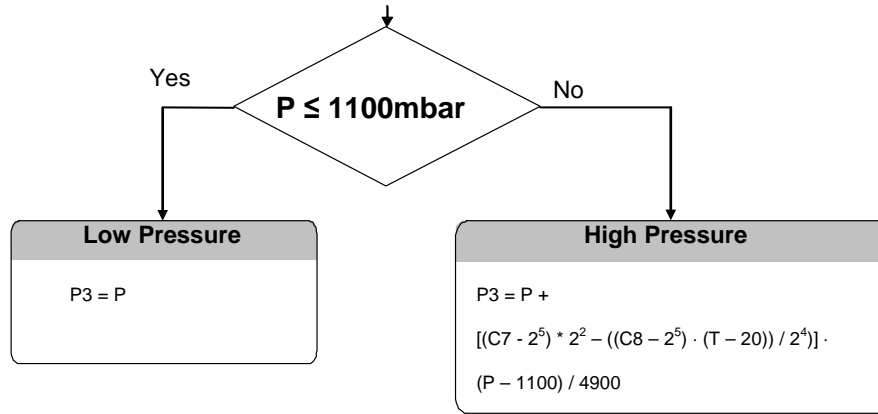 Yes
P ≤ 1100mbar
No
Low Pressure
P3 = P
High Pressure
P3 = P +
[(C7 - 2⁵) * 2² – ((C8 – 2⁵) · (T – 20)) / 2⁴)] ·
(P – 1100) / 4900